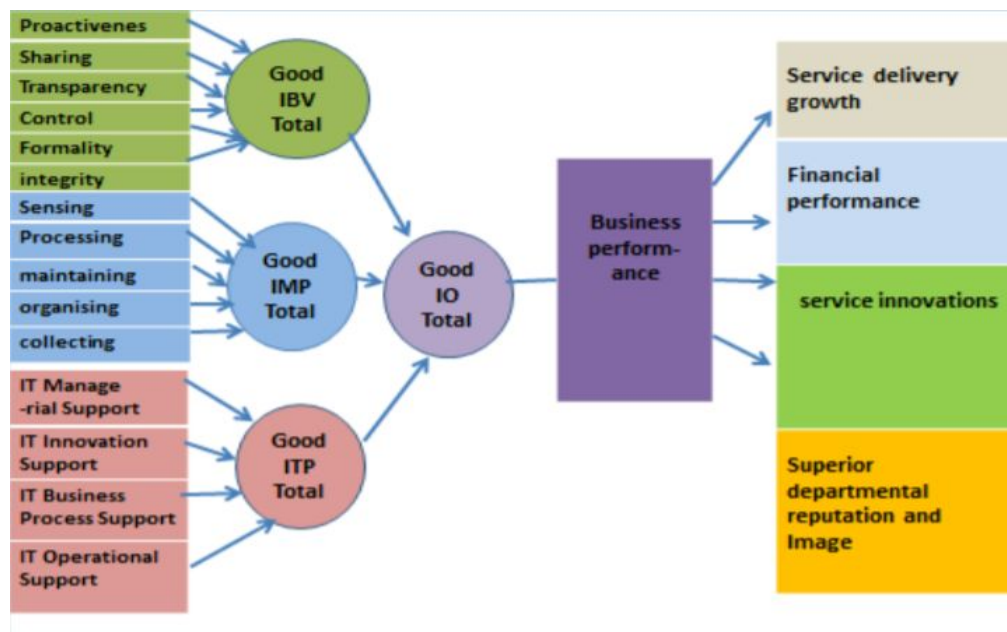 Proactivenes
Sharing
Transparency
Control
Formality
integrity
Sensing
Processing
maintaining
organising
collecting
IT Manage
-rial Support
IT Innovation
Support
IT Business
Process Support
IT Operational
Support
Good
IBV
Total
Good
IMP
Total
Good
ITP
Total
Good
IO
Total
Business
perform-
ance
Service delivery
growth
Financial
performance
service innovations
Superior
departmental
reputation and
Image